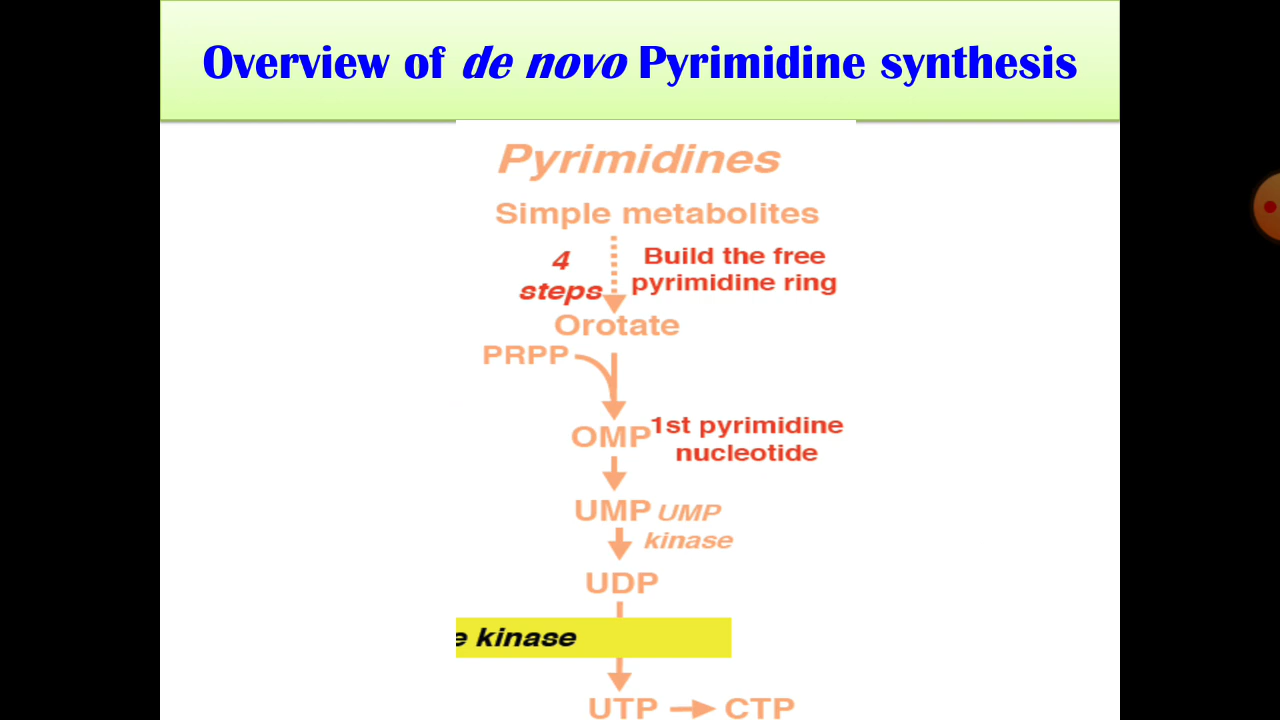 Overview of de novo Pyrimidine synthesis
Pyrimidines
Simple metabolites
4
steps
Build the free
pyrimidine ring
Orotate
PRPP
OMP
1st pyrimidine
nucleotide
UMP
UMP
kinase
UDP
e kinase
UTP → CTP